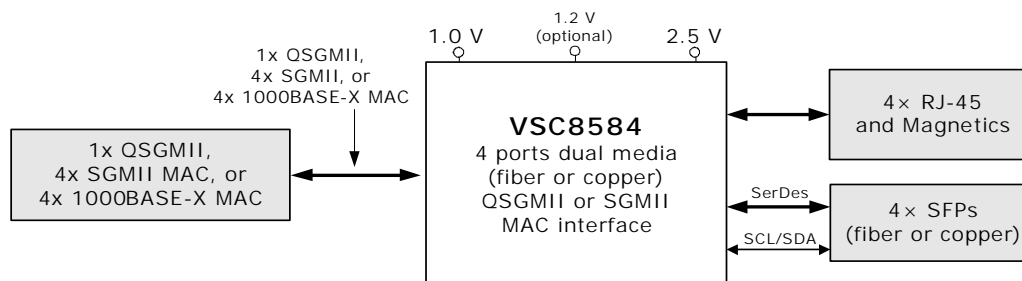 1.0 V
1.2 V
(optional)
2.5 V
1x QSGMII,
4x SGMII, or
4x 1000BASE-X MAC
1x QSGMII,
4x SGMII MAC, or
4x 1000BASE-X MAC
VSC8584
4 ports dual media
(fiber or copper)
QSGMII or SGMII
MAC interface
4× RJ-45
and Magnetics
SerDes
SCL/SDA
4× SFPs
(fiber or copper)